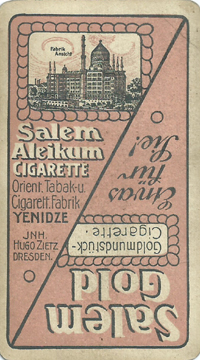 Fabrik
Ansicht
Salem
Aleikum
CIGARETTE
Orient. Tabak-u.
Cigarett. Fabrik
YENIDZE
JNH.
HUGO ZIETZ
DRESDEN.
Salem
Gold
Goldmundstück-
Cigarette.
Etwas
für
Sie!